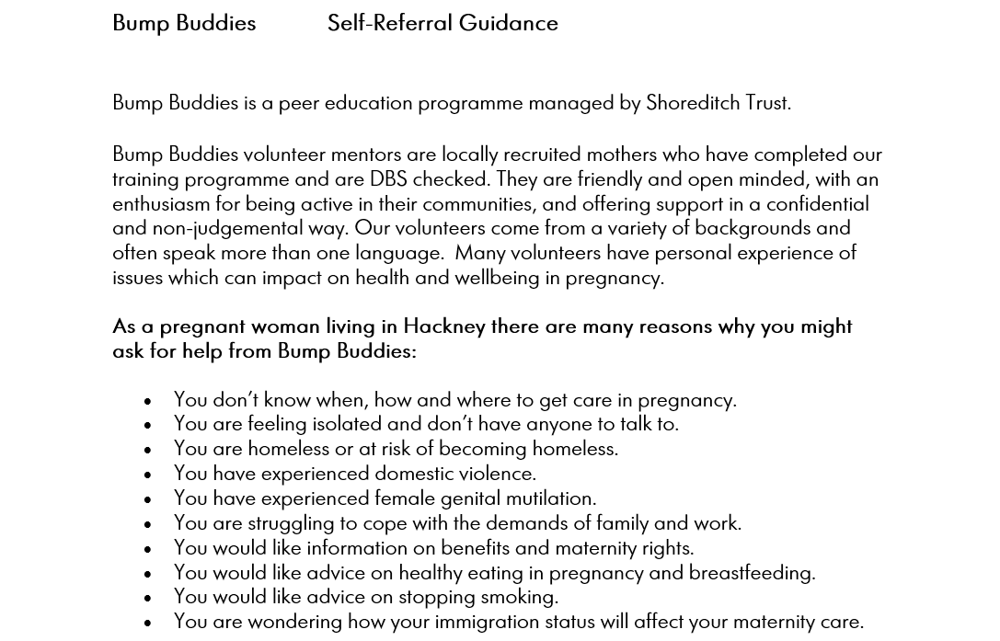 Bump Buddies Self-Referral Guidance
Bump Buddies is a peer education programme managed by Shoreditch Trust.
Bump Buddies volunteer mentors are locally recruited mothers who have completed our
training programme and are DBS checked. They are friendly and open minded, with an
enthusiasm for being active in their communities, and offering support in a confidential
and non-judgemental way. Our volunteers come from a variety of backgrounds and
often speak more than one language.  Many volunteers have personal experience of
issues which can impact on health and wellbeing in pregnancy.
As a pregnant woman living in Hackney there are many reasons why you might
ask for help from Bump Buddies:
• You don’t know when, how and where to get care in pregnancy.
• You are feeling isolated and don’t have anyone to talk to.
• You are homeless or at risk of becoming homeless.
• You have experienced domestic violence.
• You have experienced female genital mutilation.
• You are struggling to cope with the demands of family and work.
• You would like information on benefits and maternity rights.
• You would like advice on healthy eating in pregnancy and breastfeeding.
• You would like advice on stopping smoking.
• You are wondering how your immigration status will affect your maternity care.